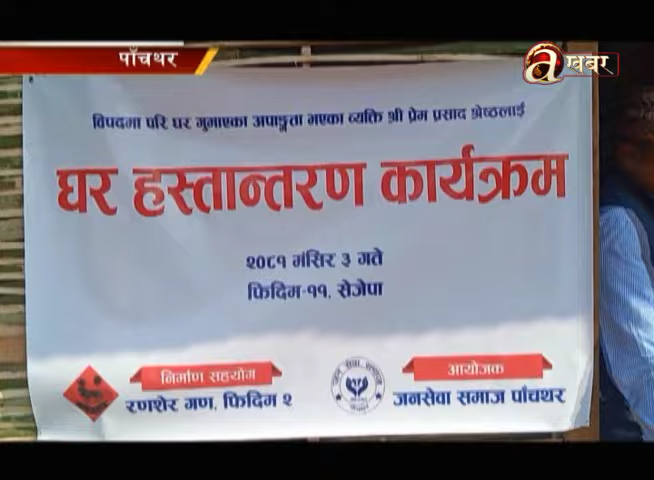 पाँचथर
a खबर
विपदमा परि घर गुमाएका अपाङ्गता भएका व्यक्ति श्री प्रेम प्रसाद श्रेष्ठलाई
घर हस्तान्तरण कार्यक्रम
२०८१ मंसिर ३ गते
फिदिम-११, सेजेपा
निर्माण सहयोग
रणशेर गण, फिदिम २
आयोजक
जनसेवा समाज पाँचथर